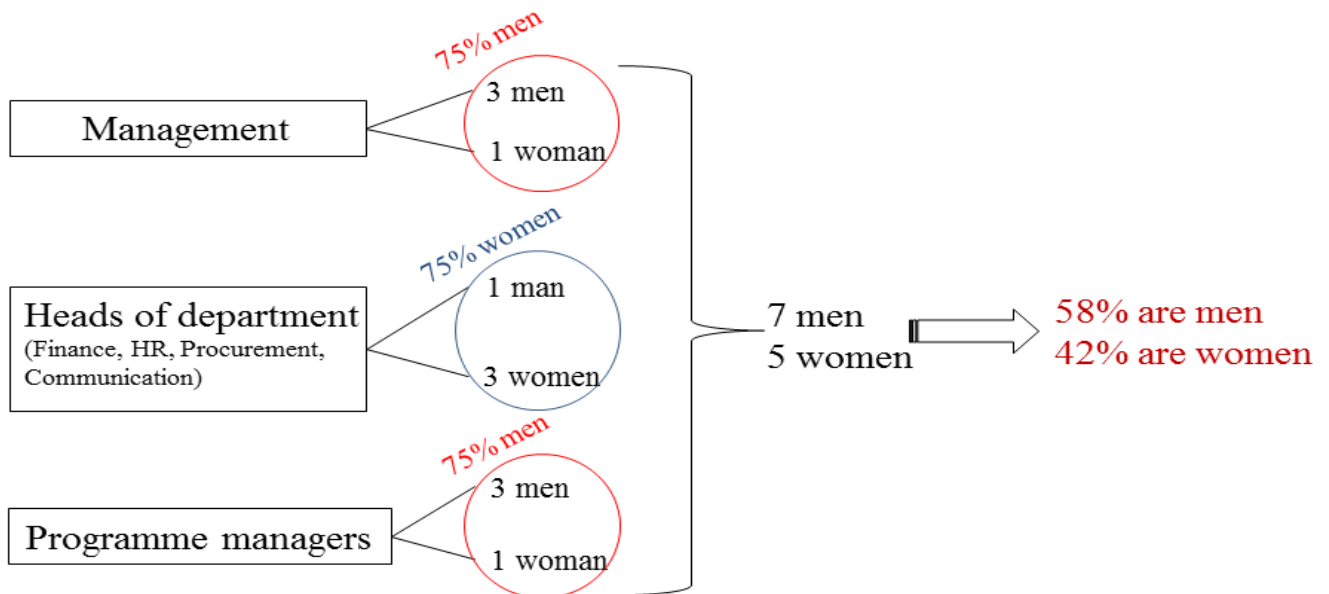 75% men
Management
3 men
1 woman
75% women
Heads of department
(Finance, HR, Procurement,
Communication)
1 man
3 women
75% men
Programme managers
3 men
1 woman
7 men
5 women
58% are men
42% are women